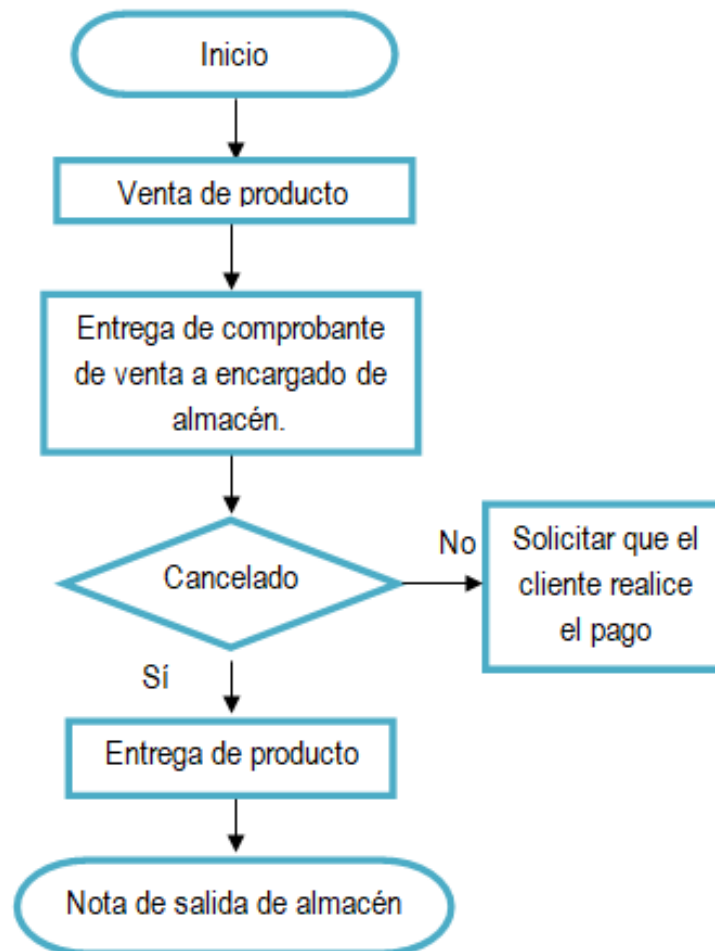 Inicio
Venta de producto
Entrega de comprobante
de venta a encargado de
almacén.
Cancelado
No
Solicitar que el
cliente realice
el pago
Sí
Entrega de producto
Nota de salida de almacén